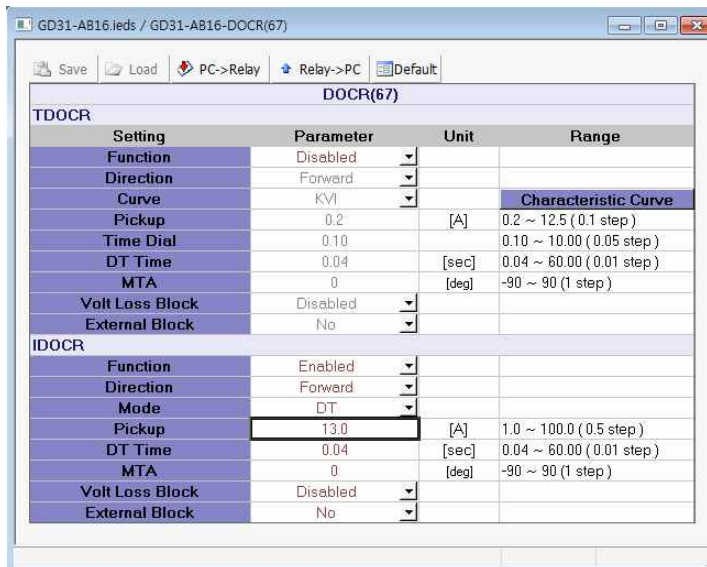 GD31-AB16.ieds / GD31-AB16-DOCR(67)
Save Load PC->Relay Relay->PC Default
DOCR(67)
TDOCR
Setting Parameter Unit Range
Function Disabled
Direction Forward
Curve KVI Characteristic Curve
Pickup 0.2 [A] 0.2 ~ 12.5 ( 0.1 step )
Time Dial 0.10 0.10 ~ 10.00 ( 0.05 step )
DT Time 0.04 [sec] 0.04 ~ 60.00 ( 0.01 step )
MTA 0 [deg] -90 ~ 90 (1 step )
Volt Loss Block Disabled
External Block No
IDOCR
Function Enabled
Direction Forward
Mode DT
Pickup 13.0 [A] 1.0 ~ 100.0 ( 0.5 step )
DT Time 0.04 [sec] 0.04 ~ 60.00 ( 0.01 step )
MTA 0 [deg] -90 ~ 90 (1 step )
Volt Loss Block Disabled
External Block No